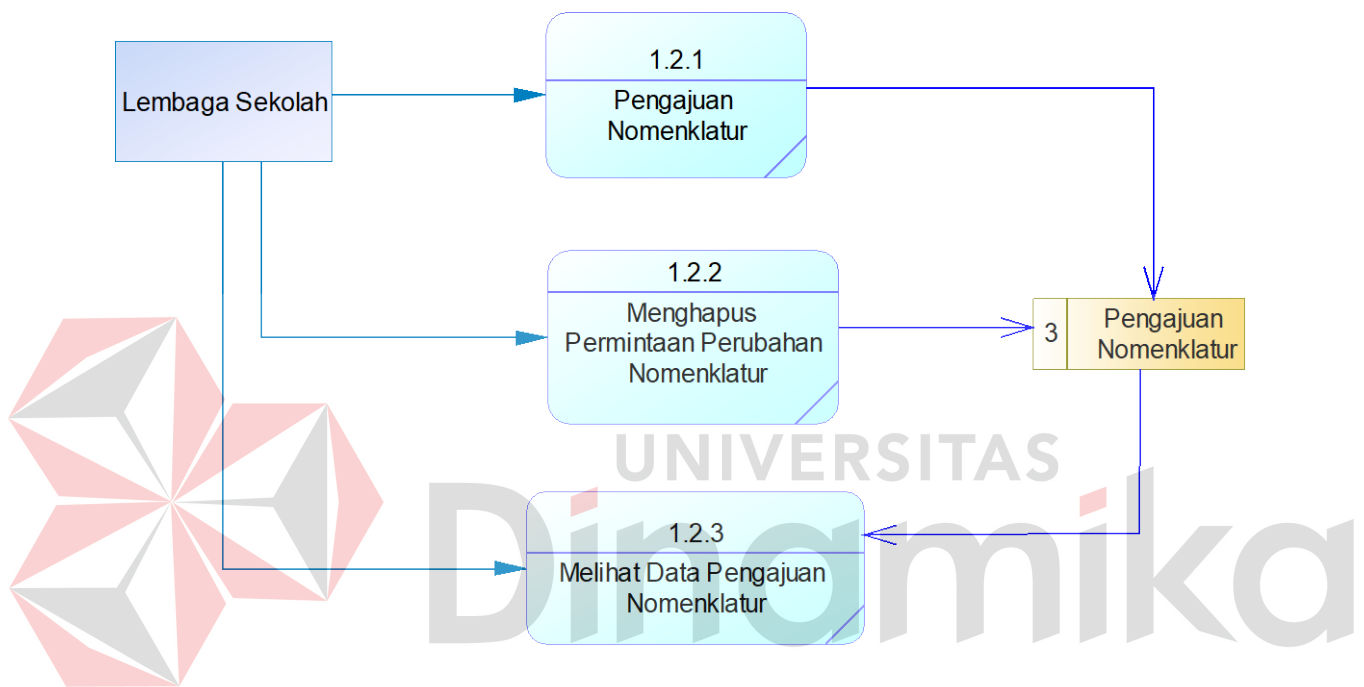 Lembaga Sekolah
1.2.1
Pengajuan
Nomenklatur
1.2.2
Menghapus
Permintaan Perubahan
Nomenklatur
3
Pengajuan
Nomenklatur
UNIVERSITAS
Dinamika
1.2.3
Melihat Data Pengajuan
Nomenklatur